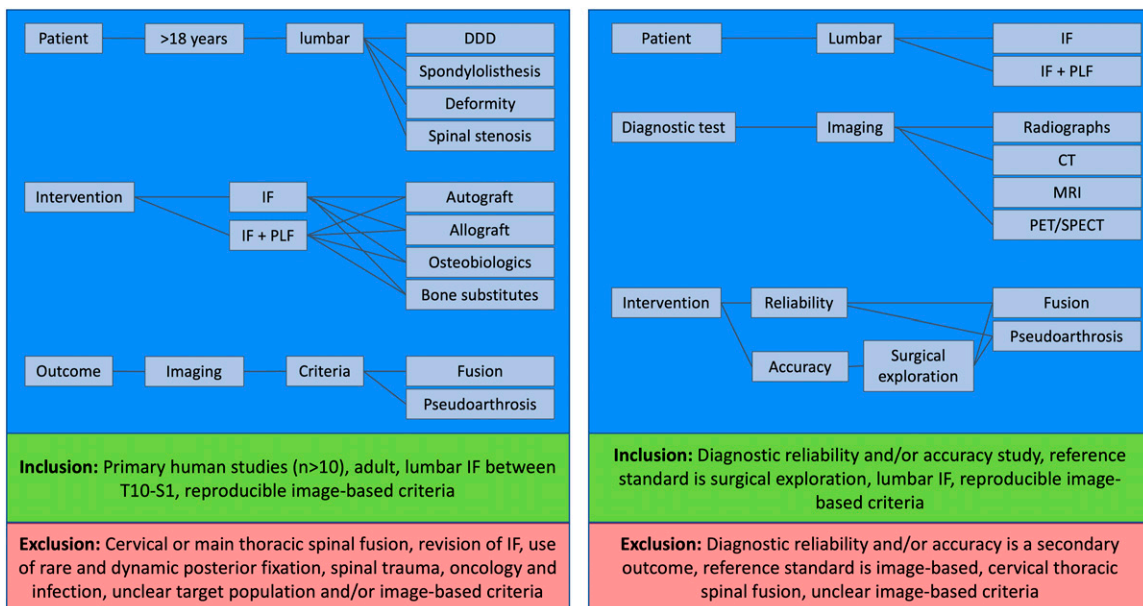 Patient
>18 years
lumbar
DDD
Spondylolisthesis
Deformity
Spinal stenosis
Intervention
IF
IF + PLF
Autograft
Allograft
Osteobiologics
Bone substitutes
Outcome
Imaging
Criteria
Fusion
Pseudoarthrosis
Inclusion: Primary human studies (n>10), adult, lumbar IF between
T10-S1, reproducible image-based criteria
Exclusion: Cervical or main thoracic spinal fusion, revision of IF, use
of rare and dynamic posterior fixation, spinal trauma, oncology and
infection, unclear target population and/or image-based criteria
Patient
Lumbar
IF
IF + PLF
Diagnostic test
Imaging
Radiographs
CT
MRI
PET/SPECT
Intervention
Reliability
Accuracy
Surgical
exploration
Fusion
Pseudoarthrosis
Inclusion: Diagnostic reliability and/or accuracy study, reference
standard is surgical exploration, lumbar IF, reproducible image-
based criteria
Exclusion: Diagnostic reliability and/or accuracy is a secondary
outcome, reference standard is image-based, cervical thoracic
spinal fusion, unclear image-based criteria